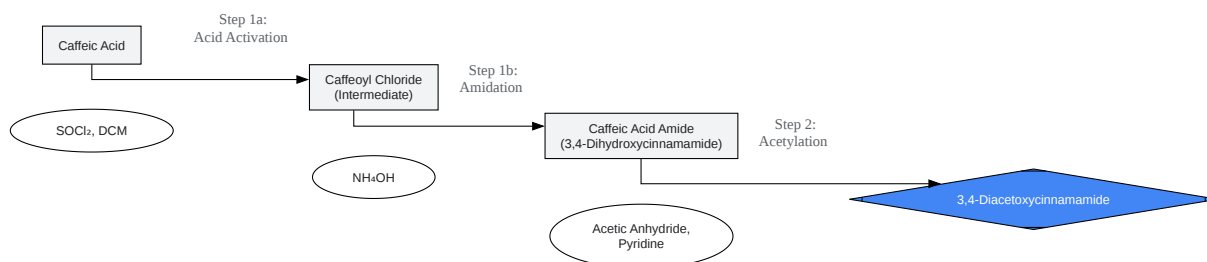 Step 1a:
Acid Activation
Caffeic Acid
SOCl₂, DCM
Caffeoyl Chloride
(Intermediate)
Step 1b:
Amidation
NH₄OH
Caffeic Acid Amide
(3,4-Dihydroxycinnamamide)
Step 2:
Acetylation
Acetic Anhydride,
Pyridine
3,4-Diacetoxycinnamamide